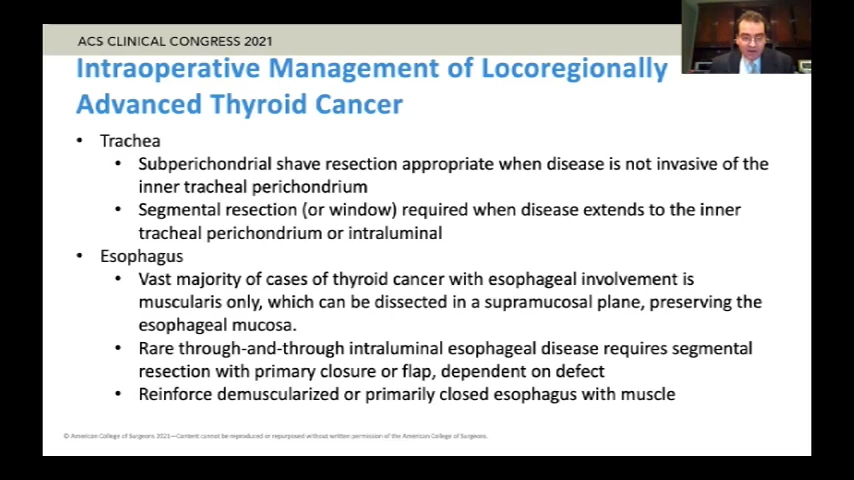 ACS CLINICAL CONGRESS 2021
Intraoperative Management of Locoregionally
Advanced Thyroid Cancer
• Trachea
• Subperichondrial shave resection appropriate when disease is not invasive of the
inner tracheal perichondrium
• Segmental resection (or window) required when disease extends to the inner
tracheal perichondrium or intraluminal
• Esophagus
• Vast majority of cases of thyroid cancer with esophageal involvement is
muscularis only, which can be dissected in a supramucosal plane, preserving the
esophageal mucosa.
• Rare through-and-through intraluminal esophageal disease requires segmental
resection with primary closure or flap, dependent on defect
• Reinforce demuscularized or primarily closed esophagus with muscle
© American College of Surgeons 2021—Content cannot be reproduced or repurposed without written permission of the American College of Surgeons.